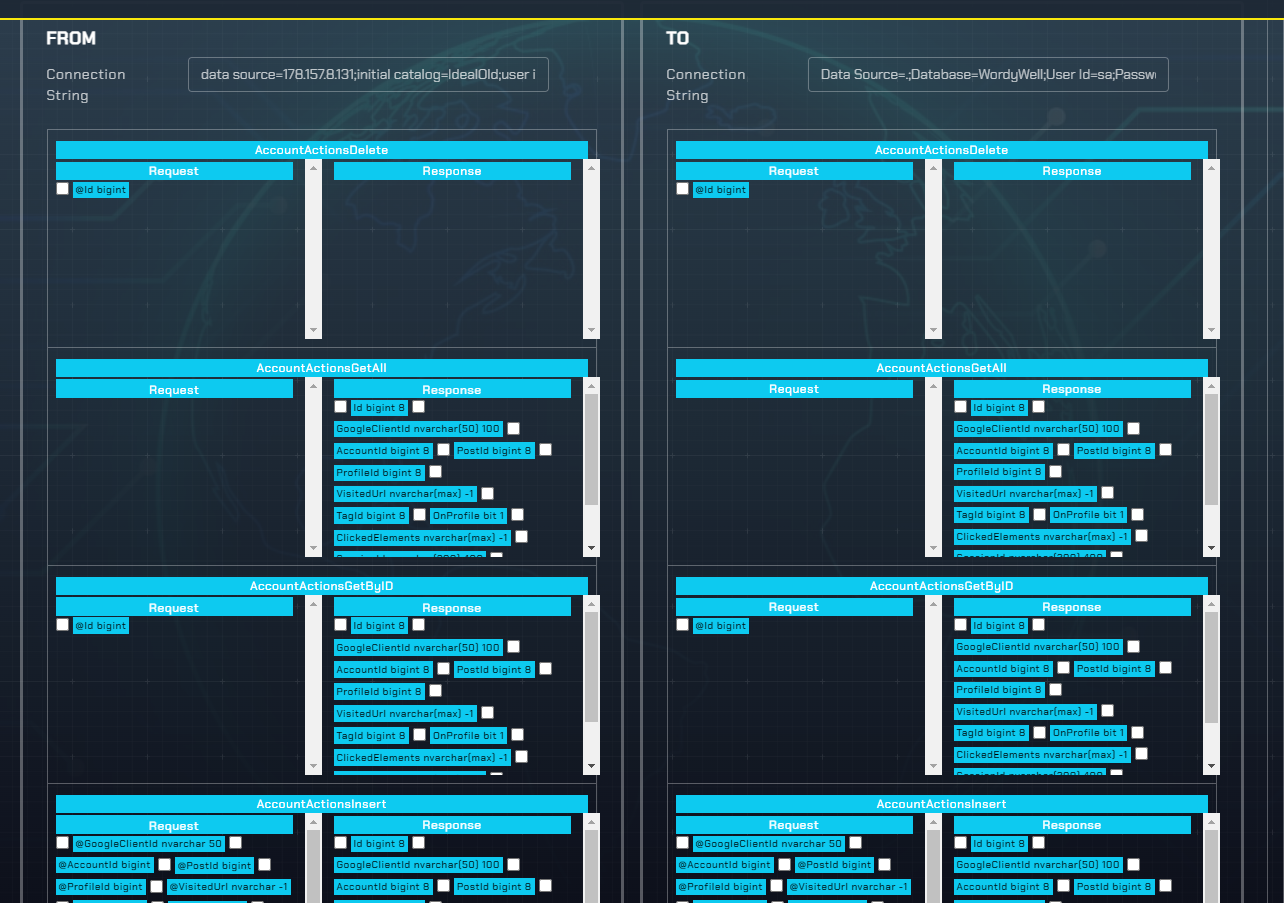 FROM
Connection
String
data source=178.157.8.131;initial catalog=IdealOld;user i
AccountActionsDelete
Request
Response
@Id bigint
AccountActionsGetAll
Request
Response
Id bigint 8
GoogleClientId nvarchar(50) 100
AccountId bigint 8 PostId bigint 8
ProfileId bigint 8
VisitedUrl nvarchar(max) -1
TagId bigint 8 OnProfile bit 1
ClickedElements nvarchar(max) -1
AccountActionsGetByID
Request
Response
@Id bigint
Id bigint 8
GoogleClientId nvarchar(50) 100
AccountId bigint 8 PostId bigint 8
ProfileId bigint 8
VisitedUrl nvarchar(max) -1
TagId bigint 8 OnProfile bit 1
ClickedElements nvarchar(max) -1
AccountActionsInsert
Request
Response
@GoogleClientId nvarchar 50
@AccountId bigint @PostId bigint
@ProfileId bigint @VisitedUrl nvarchar -1
Id bigint 8
GoogleClientId nvarchar(50) 100
AccountId bigint 8 PostId bigint 8
TO
Connection
String
Data Source=.;Database=WordyWell;User Id=sa;Passw
AccountActionsDelete
Request
Response
@Id bigint
AccountActionsGetAll
Request
Response
Id bigint 8
GoogleClientId nvarchar(50) 100
AccountId bigint 8 PostId bigint 8
ProfileId bigint 8
VisitedUrl nvarchar(max) -1
TagId bigint 8 OnProfile bit 1
ClickedElements nvarchar(max) -1
AccountActionsGetByID
Request
Response
@Id bigint
Id bigint 8
GoogleClientId nvarchar(50) 100
AccountId bigint 8 PostId bigint 8
ProfileId bigint 8
VisitedUrl nvarchar(max) -1
TagId bigint 8 OnProfile bit 1
ClickedElements nvarchar(max) -1
AccountActionsInsert
Request
Response
@GoogleClientId nvarchar 50
@AccountId bigint @PostId bigint
@ProfileId bigint @VisitedUrl nvarchar -1
Id bigint 8
GoogleClientId nvarchar(50) 100
AccountId bigint 8 PostId bigint 8